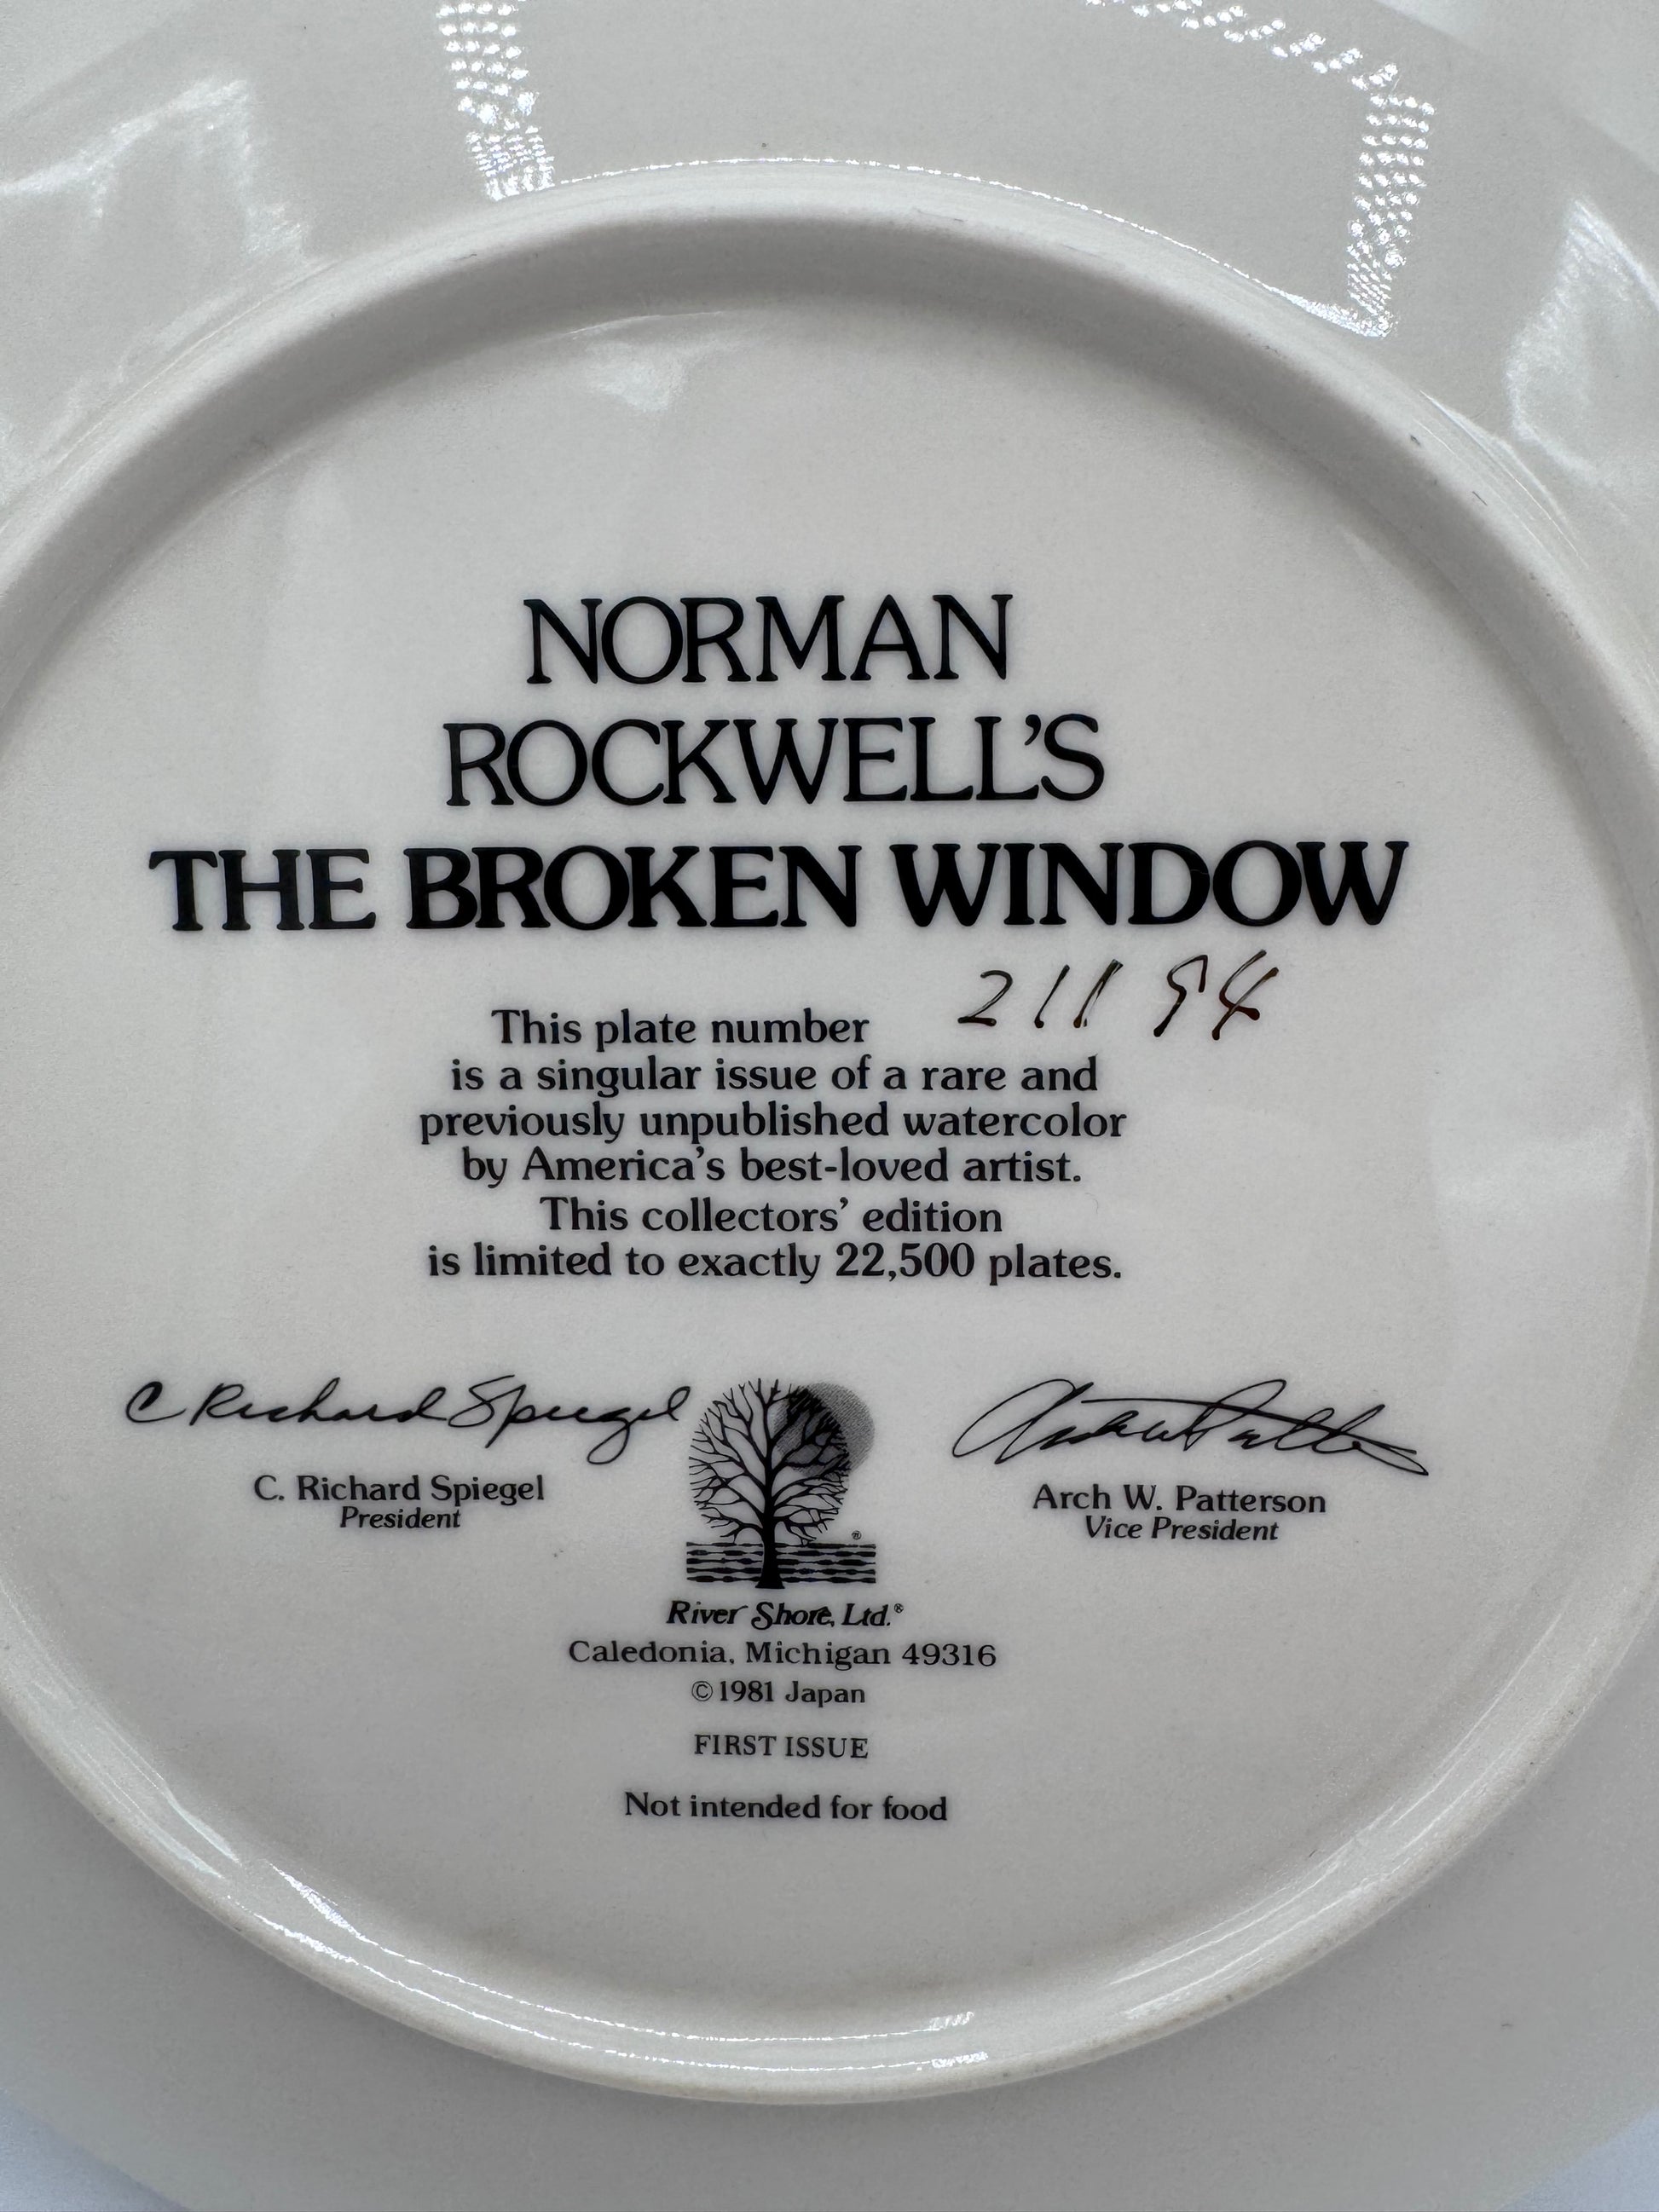 NORMAN
ROCKWELL'S
THE BROKEN WINDOW
This plate number 21194
is a singular issue of a rare and
previously unpublished watercolor
by America's best-loved artist.
This collectors' edition
is limited to exactly 22,500 plates.
C Richard Spiegel
C. Richard Spiegel
President
Arch W. Patterson
Vice President
®
River Shore, Ltd.®
Caledonia, Michigan 49316
©1981 Japan
FIRST ISSUE
Not intended for food